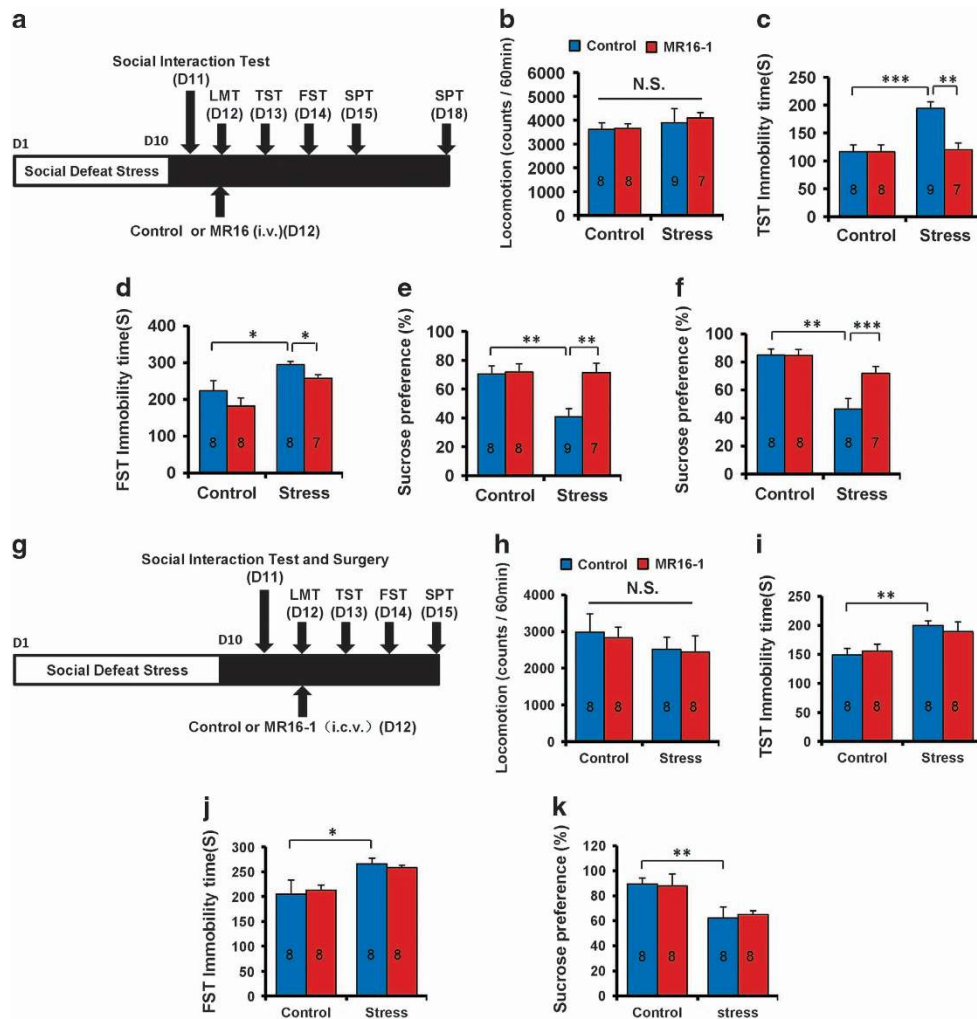 a
Social Interaction Test
(D11)
LMT TST FST SPT SPT
(D12) (D13) (D14) (D15) (D18)
D1 D10
Social Defeat Stress
Control or MR16 (i.v.)(D12)
b
Control MR16-1
Locomotion (counts / 60min)
6000
5000
4000
3000
2000
1000
0
N.S.
8 8 9 7
Control Stress
c
TST Immobility time(S)
200
150
100
50
0
*** **
8 8 9 7
Control Stress
d
FST Immobility time(S)
400
300
200
100
0
* *
8 8 8 7
Control Stress
e
Sucrose preference (%)
100
80
60
40
20
0
** **
8 8 9 7
Control Stress
f
Sucrose preference (%)
100
80
60
40
20
0
** ***
8 8 8 7
Control Stress
g
Social Interaction Test and Surgery
(D11)
LMT TST FST SPT
(D12) (D13) (D14) (D15)
D1 D10
Social Defeat Stress
Control or MR16-1 (i.c.v.) (D12)
h
Control MR16-1
Locomotion (counts / 60min)
4000
3000
2000
1000
0
N.S.
8 8 8 8
Control Stress
i
TST Immobility time(S)
250
200
150
100
50
0
**
8 8 8 8
Control Stress
j
FST Immobility time(S)
300
250
200
150
100
50
0
*
8 8 8 8
Control Stress
k
Sucrose preference (%)
120
100
80
60
40
20
0
**
8 8 8 8
Control stress